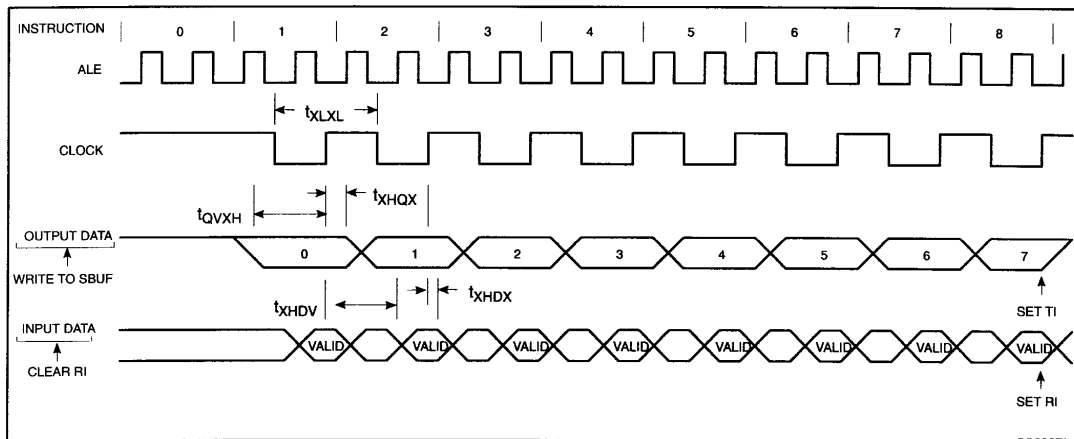 INSTRUCTION 0 1 2 3 4 5 6 7 8
ALE
tXLXL
CLOCK
tQVXH tXHQX
OUTPUT DATA 0 1 2 3 4 5 6 7
WRITE TO SBUF
tXHDV tXHDX
SET TI
INPUT DATA VALID VALID VALID VALID VALID VALID VALID VALID
CLEAR RI
SET RI